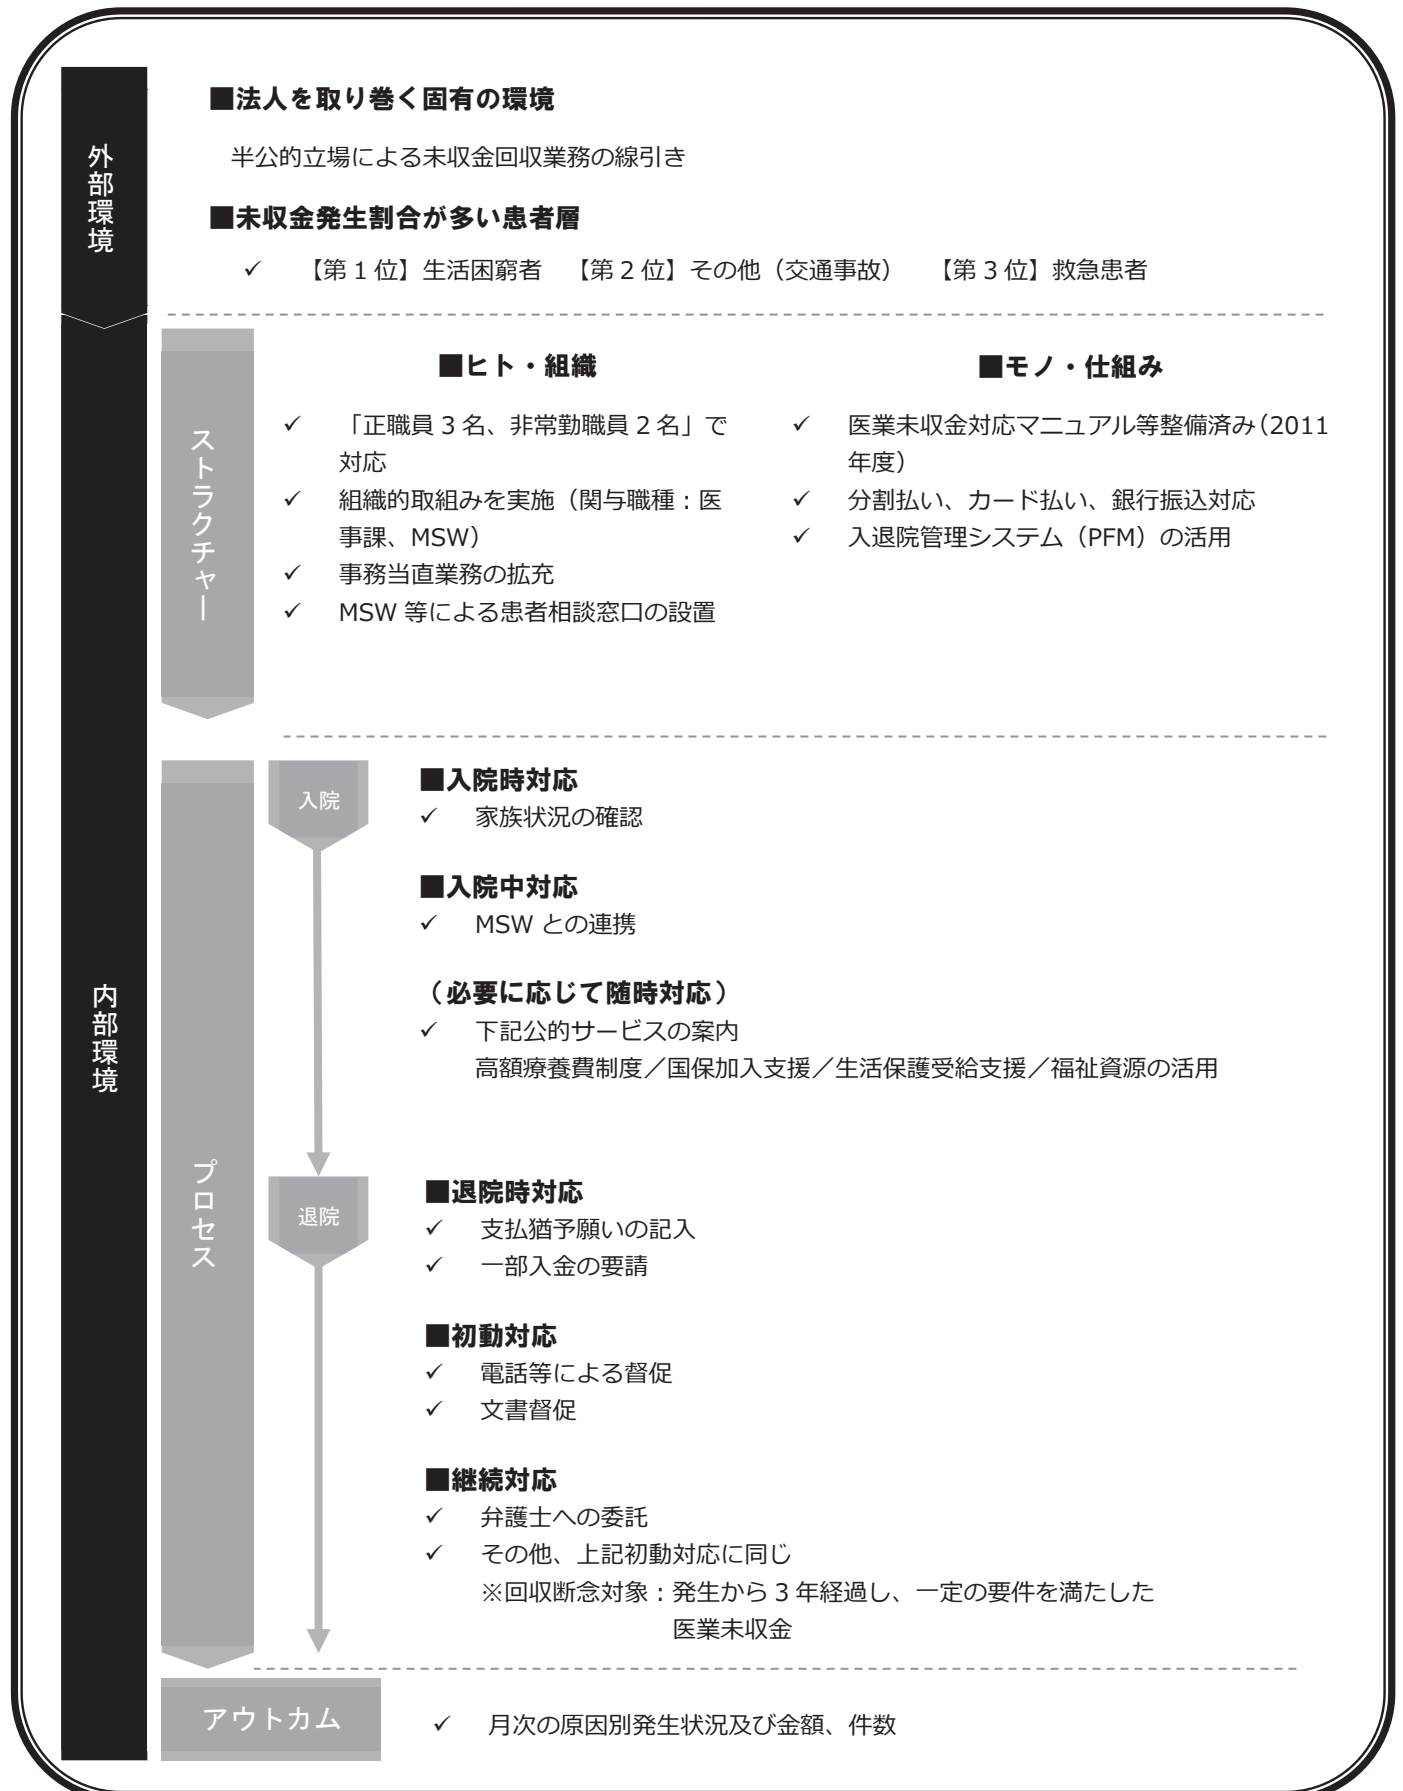 外部環境
■法人を取り巻く固有の環境
半公的立場による未収金回収業務の線引き
■未収金発生割合が多い患者層
✓ 【第1位】生活困窮者 【第2位】その他（交通事故） 【第3位】救急患者
内部環境
ストラクチャー
■ヒト・組織
✓ 「正職員3名、非常勤職員2名」で
対応
✓ 組織的取組みを実施（関与職種：医
事課、MSW）
✓ 事務当直業務の拡充
✓ MSW 等による患者相談窓口の設置
■モノ・仕組み
✓ 医業未収金対応マニュアル等整備済み（2011
年度）
✓ 分割払い、カード払い、銀行振込対応
✓ 入退院管理システム（PFM）の活用
プロセス
入院
■入院時対応
✓ 家族状況の確認
■入院中対応
✓ MSW との連携
（必要に応じて随時対応）
✓ 下記公的サービスの案内
高額療養費制度／国保加入支援／生活保護受給支援／福祉資源の活用
退院
■退院時対応
✓ 支払猶予願いの記入
✓ 一部入金の要請
■初動対応
✓ 電話等による督促
✓ 文書督促
■継続対応
✓ 弁護士への委託
✓ その他、上記初動対応に同じ
※回収断念対象：発生から3年経過し、一定の要件を満たした
医業未収金
アウトカム
✓ 月次の原因別発生状況及び金額、件数